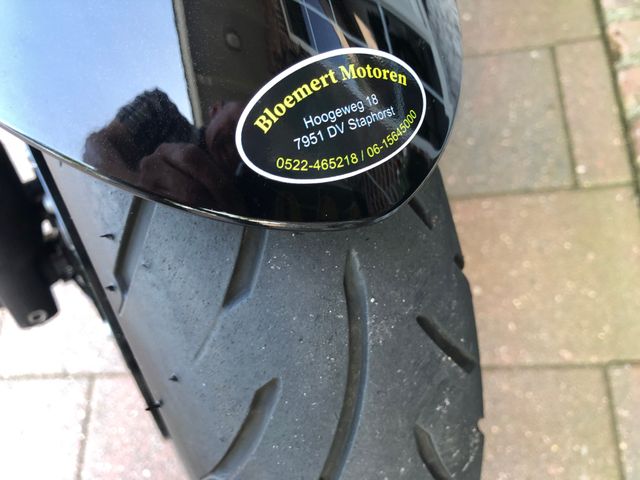 Bloemert Motoren
Hoogeweg 18
7951 DV Staphorst
0522-465218 / 06-15645000